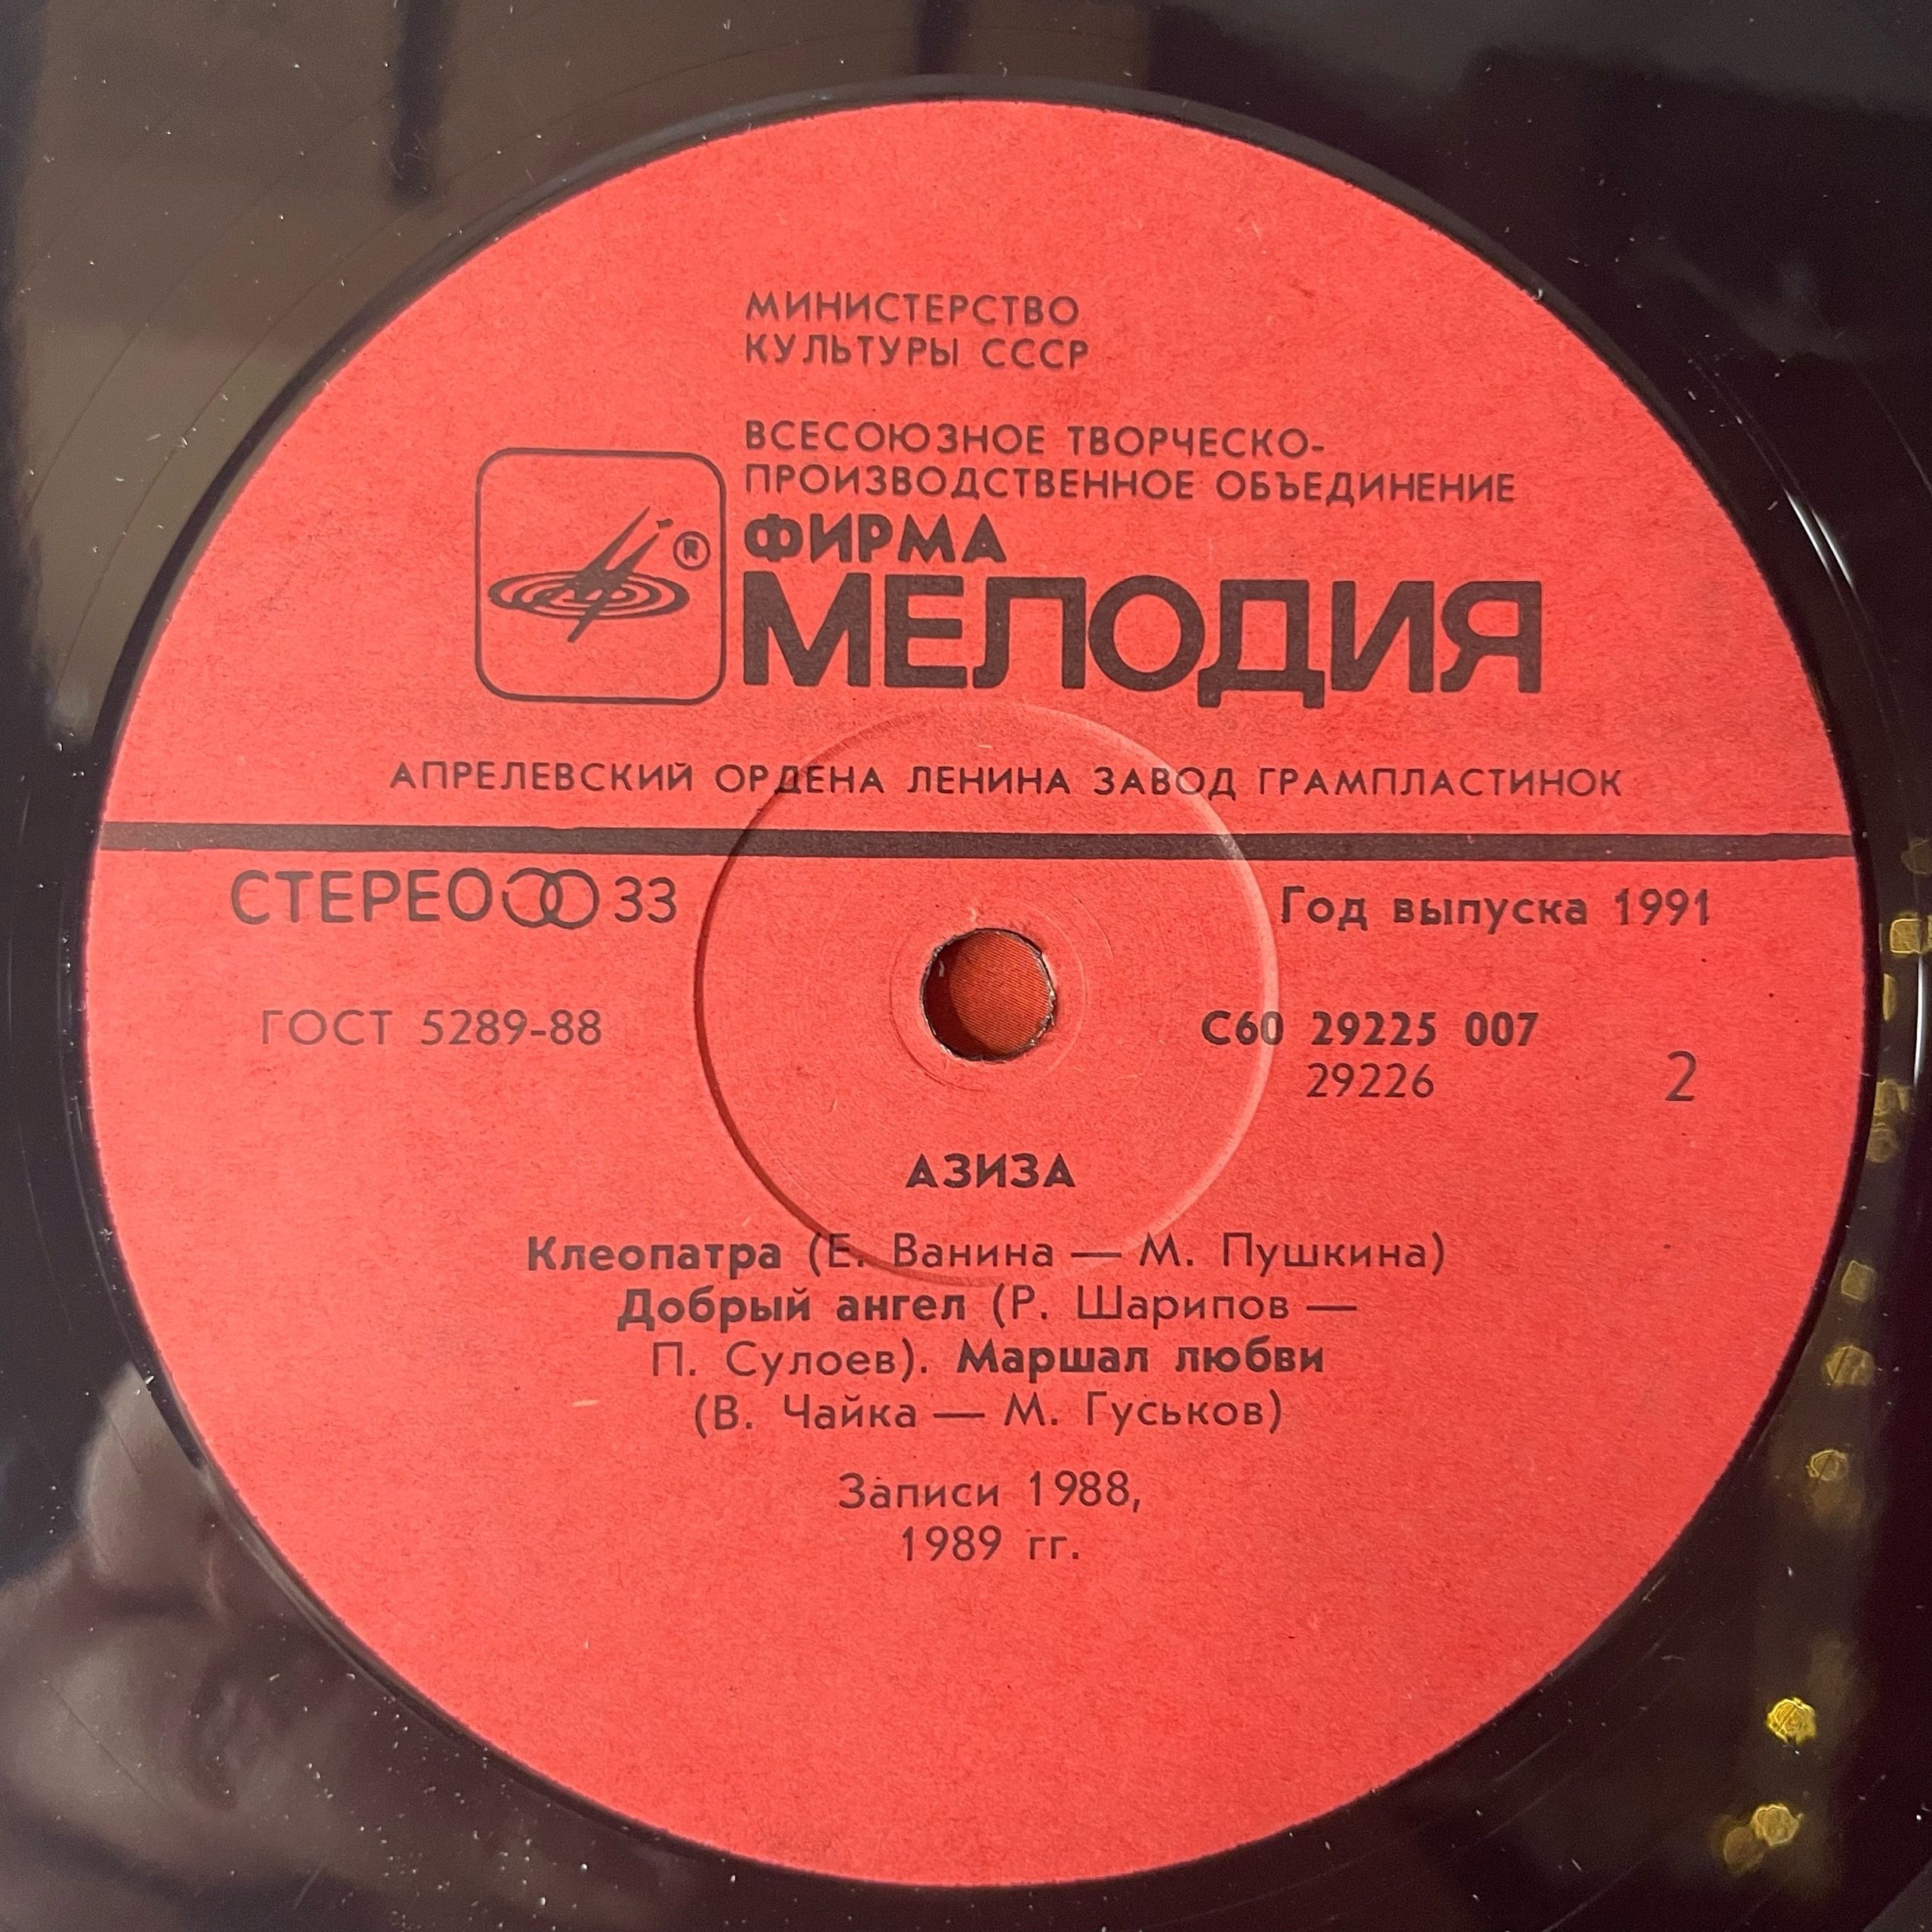 МИНИСТЕРСТВО
КУЛЬТУРЫ СССР
ВСЕСОЮЗНОЕ ТВОРЧЕСКО-
ПРОИЗВОДСТВЕННОЕ ОБЪЕДИНЕНИЕ
ФИРМА
®
МЕЛОДИЯ
АПРЕЛЕВСКИЙ ОРДЕНА ЛЕНИНА ЗАВОД ГРАМПЛАСТИНОК
СТЕРЕО 33
Год выпуска 1991
ГОСТ 5289-88
С60 29225 007
29226
2
АЗИЗА
Клеопатра (Е. Ванина — М. Пушкина)
Добрый ангел (Р. Шарипов —
П. Сулоев). Маршал любви
(В. Чайка — М. Гуськов)
Записи 1988,
1989 гг.